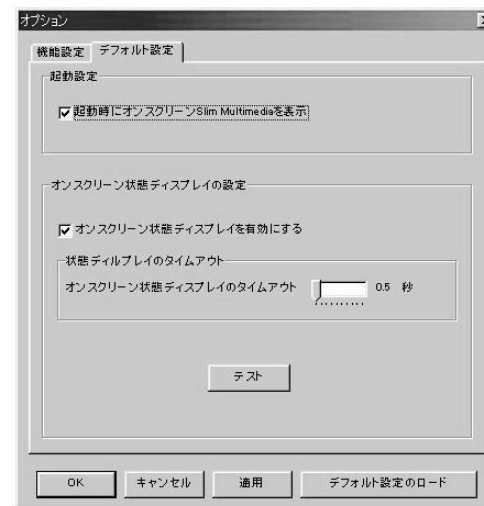 オプション
機能設定 デフォルト設定
起動設定
起動時にオンスクリーンSlim Multimediaを表示
オンスクリーン状態ディスプレイの設定
オンスクリーン状態ディスプレイを有効にする
状態ディルプレイのタイムアウト
オンスクリーン状態ディスプレイのタイムアウト 0.5 秒
テスト
OK キャンセル 適用 デフォルト設定のロード